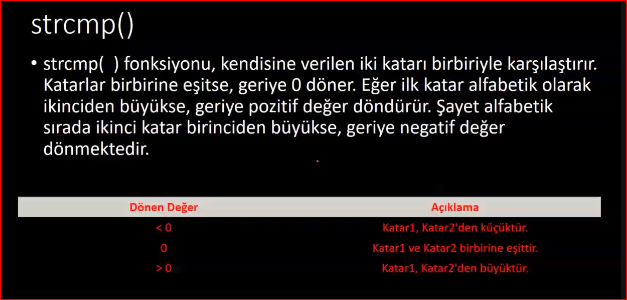 strcmp()
• strcmp( ) fonksiyonu, kendisine verilen iki katarı birbiriyle karşılaştırır.
Katarlar birbirine eşitse, geriye 0 döner. Eğer ilk katar alfabetik olarak
ikinciden büyükse, geriye pozitif değer döndürür. Şayet alfabetik
sırada ikinci katar birinciden büyükse, geriye negatif değer
dönmektedir.
Dönen Değer Açıklama
< 0 Katar1, Katar2'den küçüktür.
0 Katar1 ve Katar2 birbirine eşittir.
> 0 Katar1, Katar2'den büyüktür.